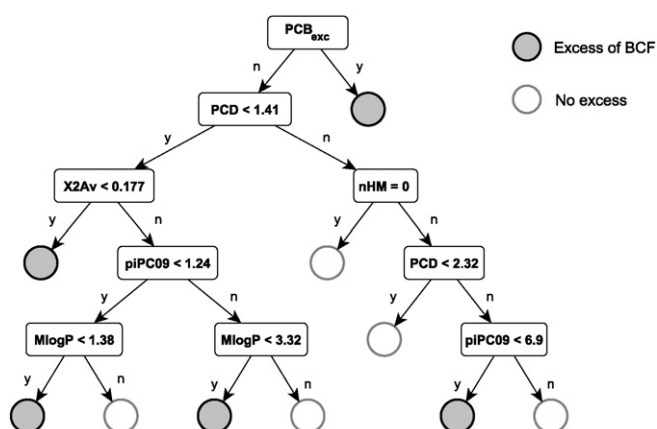 PCBexc
Excess of BCF
n
y
No excess
PCD < 1.41
y
n
X2Av < 0.177
nHM = 0
y
n
y
n
piPC09 < 1.24
PCD < 2.32
y
n
y
n
MlogP < 1.38
MlogP < 3.32
piPC09 < 6.9
y
n
y
n
y
n